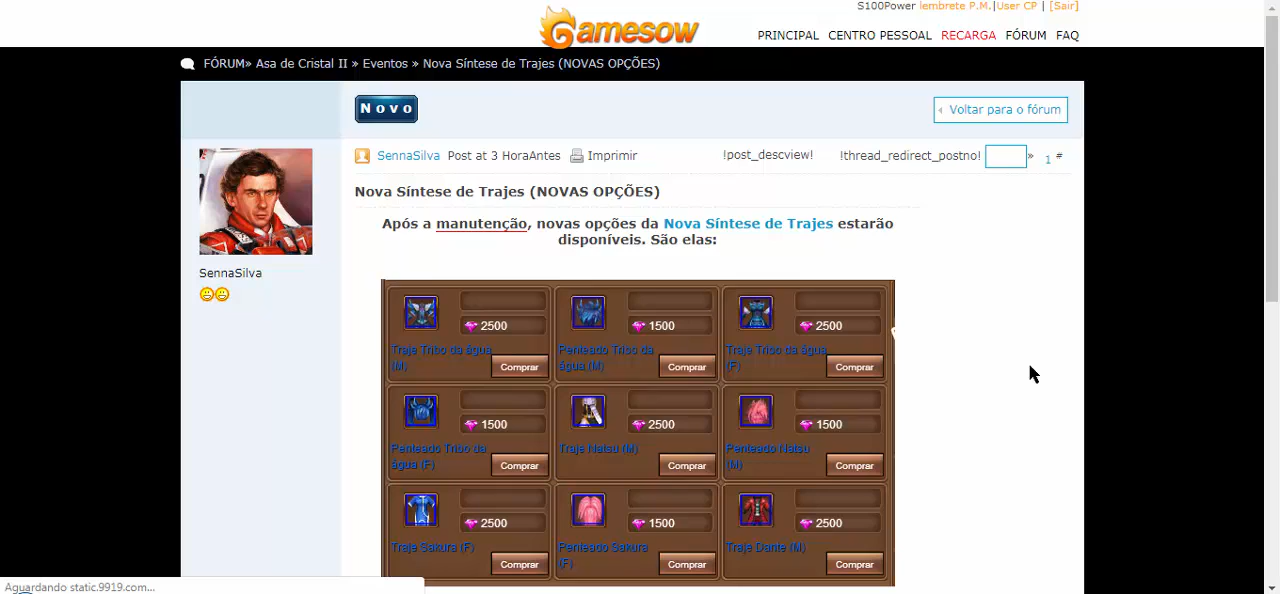 S100Power lembrete P.M.|User CP | [Sair]
Gamesow
PRINCIPAL CENTRO PESSOAL RECARGA FÓRUM FAQ
FÓRUM» Asa de Cristal II » Eventos » Nova Síntese de Trajes (NOVAS OPÇÕES)
Novo
Voltar para o fórum
SennaSilva Post at 3 HoraAntes Imprimir !post_descview! !thread_redirect_postno! » 1 #
Nova Síntese de Trajes (NOVAS OPÇÕES)
Após a manutenção, novas opções da Nova Síntese de Trajes estarão
disponíveis. São elas:
SennaSilva
2500 1500 2500
Traje Tribo da água Penteado Tribo da Traje Tribo da água
(M) Comprar água (M) Comprar (F) Comprar
1500 2500 1500
Penteado Tribo da Traje Natsu (M) Penteado Natsu
água (F) Comprar Comprar (M) Comprar
2500 1500 2500
Traje Sakura (F) Penteado Sakura Traje Dante (M)
Comprar (F) Comprar Comprar
Aguardando static.9919.com...